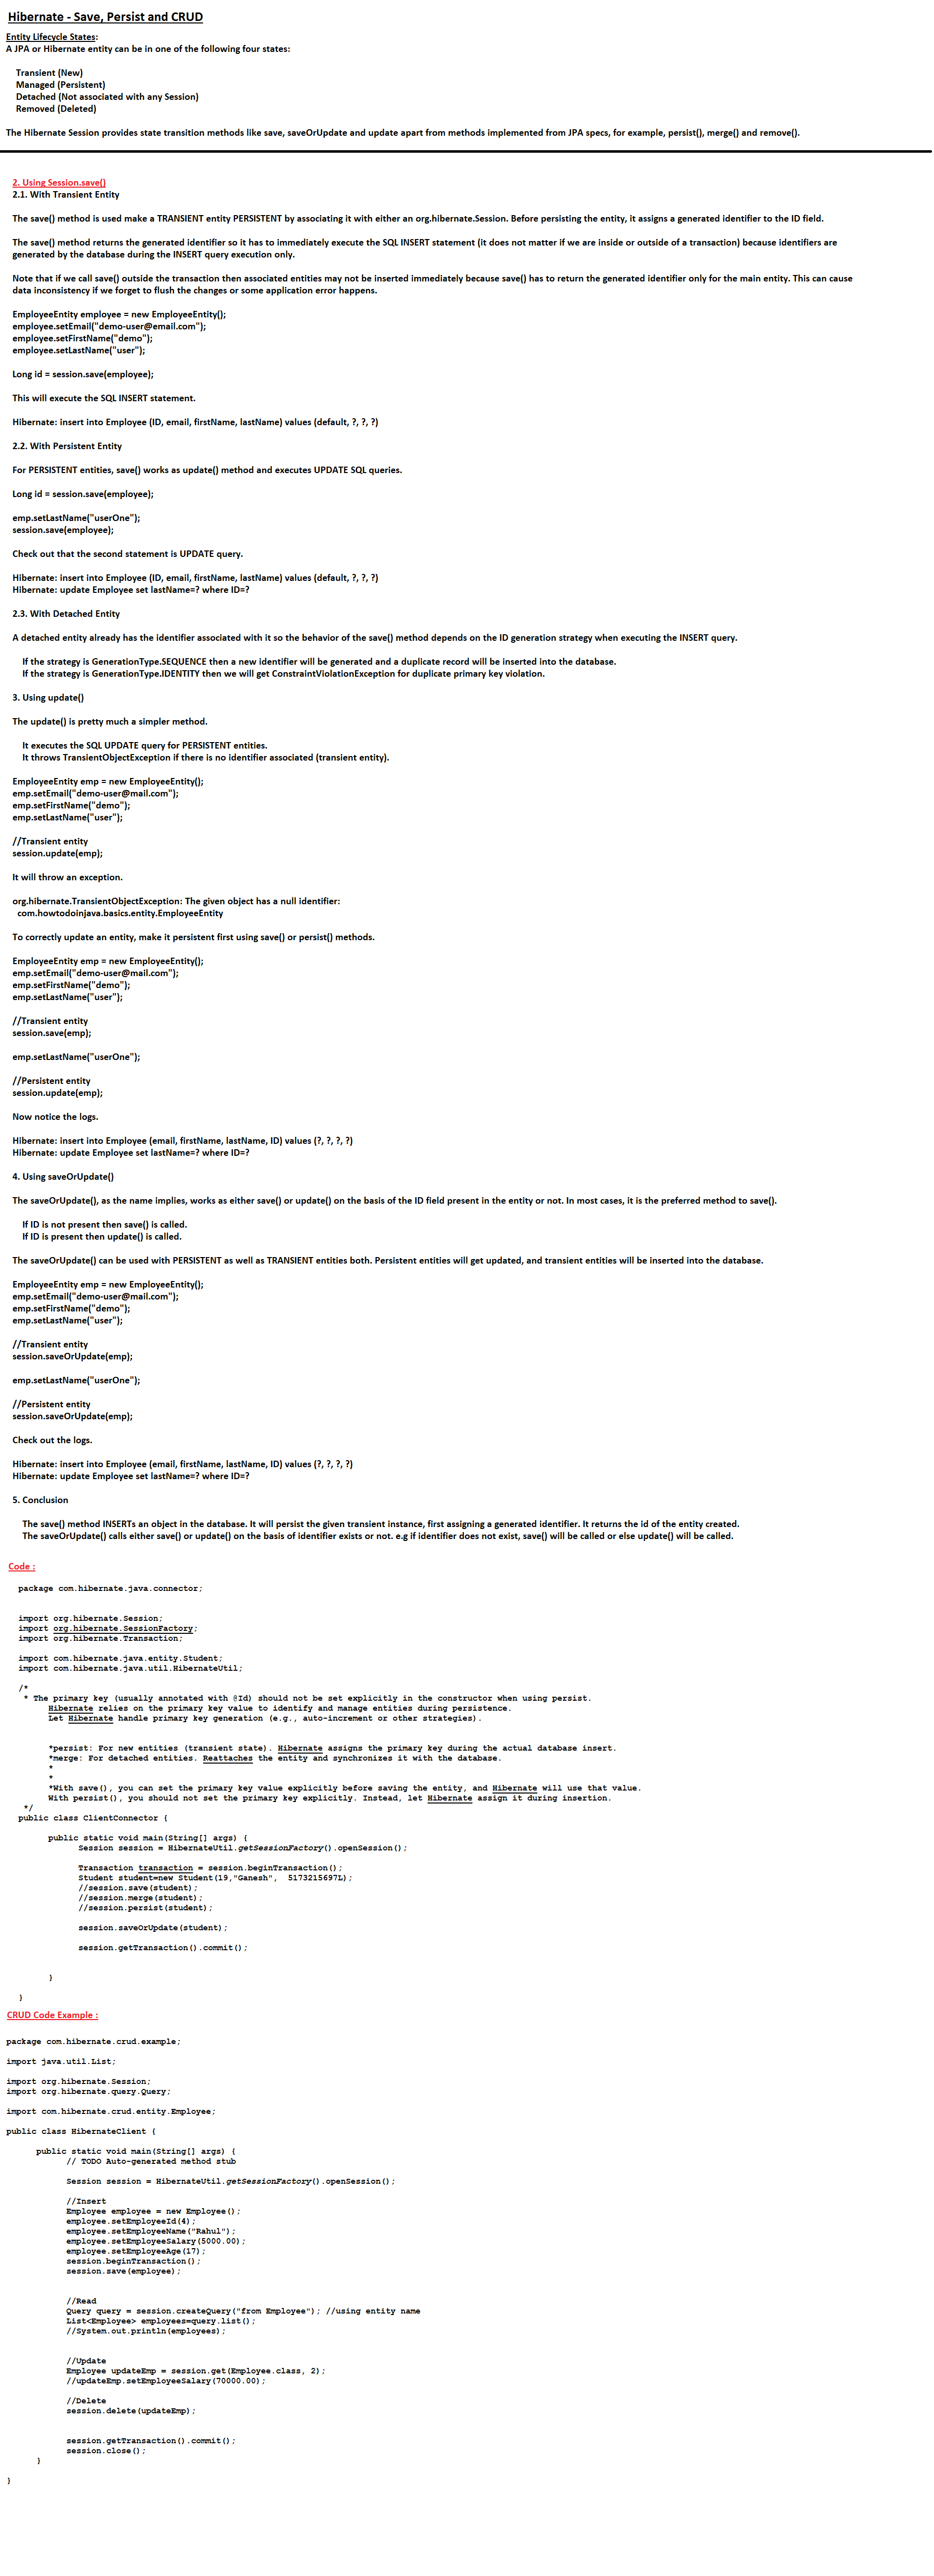 Hibernate - Save, Persist and CRUD
Entity Lifecycle States:
A JPA or Hibernate entity can be in one of the following four states:
Transient (New)
Managed (Persistent)
Detached (Not associated with any Session)
Removed (Deleted)
The Hibernate Session provides state transition methods like save, saveOrUpdate and update apart from methods implemented from JPA specs, for example, persist(), merge() and remove().
2. Using Session.save()
2.1. With Transient Entity
The save() method is used make a TRANSIENT entity PERSISTENT by associating it with either an org.hibernate.Session. Before persisting the entity, it assigns a generated identifier to the ID field.
The save() method returns the generated identifier so it has to immediately execute the SQL INSERT statement (it does not matter if we are inside or outside of a transaction) because identifiers are
generated by the database during the INSERT query execution only.
Note that if we call save() outside the transaction then associated entities may not be inserted immediately because save() has to return the generated identifier only for the main entity. This can cause
data inconsistency if we forget to flush the changes or some application error happens.
EmployeeEntity employee = new EmployeeEntity();
employee.setEmail("demo-user@email.com");
employee.setFirstName("demo");
employee.setLastName("user");
Long id = session.save(employee);
This will execute the SQL INSERT statement.
Hibernate: insert into Employee (ID, email, firstName, lastName) values (default, ?, ?, ?)
2.2. With Persistent Entity
For PERSISTENT entities, save() works as update() method and executes UPDATE SQL queries.
Long id = session.save(employee);
emp.setLastName("userOne");
session.save(employee);
Check out that the second statement is UPDATE query.
Hibernate: insert into Employee (ID, email, firstName, lastName) values (default, ?, ?, ?)
Hibernate: update Employee set lastName=? where ID=?
2.3. With Detached Entity
A detached entity already has the identifier associated with it so the behavior of the save() method depends on the ID generation strategy when executing the INSERT query.
If the strategy is GenerationType.SEQUENCE then a new identifier will be generated and a duplicate record will be inserted into the database.
If the strategy is GenerationType.IDENTITY then we will get ConstraintViolationException for duplicate primary key violation.
3. Using update()
The update() is pretty much a simpler method.
It executes the SQL UPDATE query for PERSISTENT entities.
It throws TransientObjectException if there is no identifier associated (transient entity).
EmployeeEntity emp = new EmployeeEntity();
emp.setEmail("demo-user@mail.com");
emp.setFirstName("demo");
emp.setLastName("user");
//Transient entity
session.update(emp);
It will throw an exception.
org.hibernate.TransientObjectException: The given object has a null identifier:
com.howtodoinjava.basics.entity.EmployeeEntity
To correctly update an entity, make it persistent first using save() or persist() methods.
EmployeeEntity emp = new EmployeeEntity();
emp.setEmail("demo-user@mail.com");
emp.setFirstName("demo");
emp.setLastName("user");
//Transient entity
session.save(emp);
emp.setLastName("userOne");
//Persistent entity
session.update(emp);
Now notice the logs.
Hibernate: insert into Employee (email, firstName, lastName, ID) values (?, ?, ?, ?)
Hibernate: update Employee set lastName=? where ID=?
4. Using saveOrUpdate()
The saveOrUpdate(), as the name implies, works as either save() or update() on the basis of the ID field present in the entity or not. In most cases, it is the preferred method to save().
If ID is not present then save() is called.
If ID is present then update() is called.
The saveOrUpdate() can be used with PERSISTENT as well as TRANSIENT entities both. Persistent entities will get updated, and transient entities will be inserted into the database.
EmployeeEntity emp = new EmployeeEntity();
emp.setEmail("demo-user@mail.com");
emp.setFirstName("demo");
emp.setLastName("user");
//Transient entity
session.saveOrUpdate(emp);
emp.setLastName("userOne");
//Persistent entity
session.saveOrUpdate(emp);
Check out the logs.
Hibernate: insert into Employee (email, firstName, lastName, ID) values (?, ?, ?, ?)
Hibernate: update Employee set lastName=? where ID=?
5. Conclusion
The save() method INSERTs an object in the database. It will persist the given transient instance, first assigning a generated identifier. It returns the id of the entity created.
The saveOrUpdate() calls either save() or update() on the basis of identifier exists or not. e.g if identifier does not exist, save() will be called or else update() will be called.
Code :
package com.hibernate.java.connector;
import org.hibernate.Session;
import org.hibernate.SessionFactory;
import org.hibernate.Transaction;
import com.hibernate.java.entity.Student;
import com.hibernate.java.util.HibernateUtil;
/*
* The primary key (usually annotated with @Id) should not be set explicitly in the constructor when using persist.
Hibernate relies on the primary key value to identify and manage entities during persistence.
Let Hibernate handle primary key generation (e.g., auto-increment or other strategies).
*persist: For new entities (transient state). Hibernate assigns the primary key during the actual database insert.
*merge: For detached entities. Reattaches the entity and synchronizes it with the database.
*
*
*With save(), you can set the primary key value explicitly before saving the entity, and Hibernate will use that value.
With persist(), you should not set the primary key explicitly. Instead, let Hibernate assign it during insertion.
*/
public class ClientConnector {
public static void main(String[] args) {
Session session = HibernateUtil.getSessionFactory().openSession();
Transaction transaction = session.beginTransaction();
Student student=new Student(19,"Ganesh",  5173215697L);
//session.save(student);
//session.merge(student);
//session.persist(student);
session.saveOrUpdate(student);
session.getTransaction().commit();
}
}
CRUD Code Example :
package com.hibernate.crud.example;
import java.util.List;
import org.hibernate.Session;
import org.hibernate.query.Query;
import com.hibernate.crud.entity.Employee;
public class HibernateClient {
public static void main(String[] args) {
// TODO Auto-generated method stub
Session session = HibernateUtil.getSessionFactory().openSession();
//Insert
Employee employee = new Employee();
employee.setEmployeeId(4);
employee.setEmployeeName("Rahul");
employee.setEmployeeSalary(5000.00);
employee.setEmployeeAge(17);
session.beginTransaction();
session.save(employee);
//Read
Query query = session.createQuery("from Employee"); //using entity name
List<Employee> employees=query.list();
//System.out.println(employees);
//Update
Employee updateEmp = session.get(Employee.class, 2);
//updateEmp.setEmployeeSalary(70000.00);
//Delete
session.delete(updateEmp);
session.getTransaction().commit();
session.close();
}
}